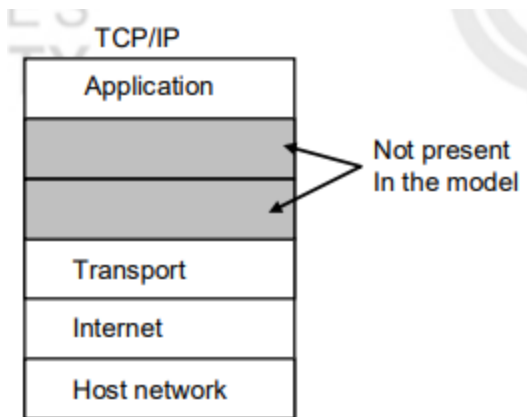 TCP/IP
Application
Not present
In the model
Transport
Internet
Host network